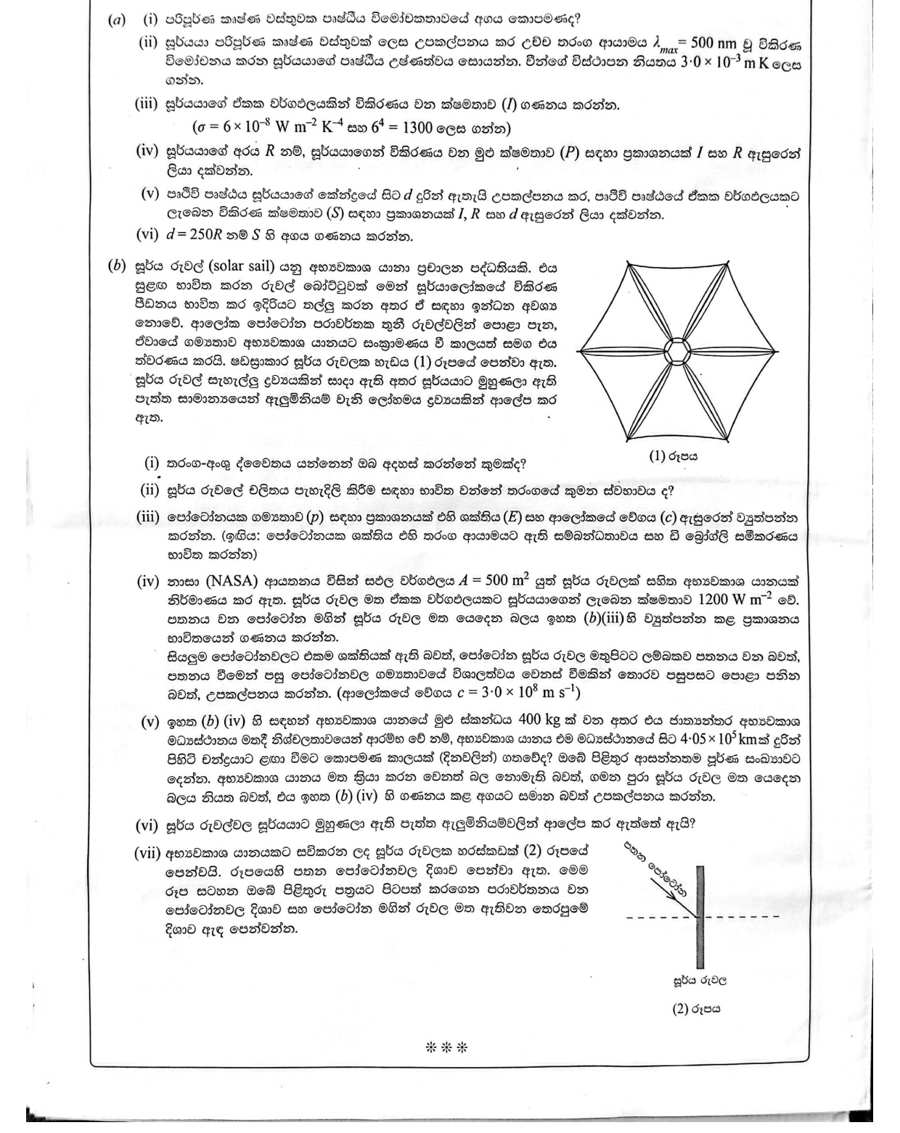 (a) (i) පරිපූර්ණ කෘෂ්ණ වස්තුවක පෘෂ්ඨීය විමෝචකතාවයේ අගය කොපමණද?
(ii) සූර්යයා පරිපූර්ණ කෘෂ්ණ වස්තුවක් ලෙස උපකල්පනය කර උච්ච තරංග ආයාමය λmax = 500 nm වූ විකිරණ
විමෝචනය කරන සූර්යයාගේ පෘෂ්ඨීය උෂ්ණත්වය සොයන්න. වීන්ගේ විස්ථාපන නියතය 3·0 × 10⁻³ m K ලෙස
ගන්න.
(iii) සූර්යයාගේ ඒකක වර්ගඵලයකින් විකිරණය වන ක්ෂමතාව (I) ගණනය කරන්න.
(σ = 6 × 10⁻⁸ W m⁻² K⁻⁴ සහ 6⁴ = 1300 ලෙස ගන්න)
(iv) සූර්යයාගේ අරය R නම්, සූර්යයාගෙන් විකිරණය වන මුළු ක්ෂමතාව (P) සඳහා ප්‍රකාශනයක් I සහ R ඇසුරෙන්
ලියා දක්වන්න.
(v) පෘථිවි පෘෂ්ඨය සූර්යයාගේ කේන්ද්‍රයේ සිට d දුරින් ඇතැයි උපකල්පනය කර, පෘථිවි පෘෂ්ඨයේ ඒකක වර්ගඵලයකට
ලැබෙන විකිරණ ක්ෂමතාව (S) සඳහා ප්‍රකාශනයක් I, R සහ d ඇසුරෙන් ලියා දක්වන්න.
(vi) d = 250R නම් S හි අගය ගණනය කරන්න.
(b) සූර්ය රුවල් (solar sail) යනු අභ්‍යවකාශ යානා ප්‍රචාලන පද්ධතියකි. එය
සුළඟ භාවිත කරන රුවල් බෝට්ටුවක් මෙන් සූර්යාලෝකයේ විකිරණ
පීඩනය භාවිත කර ඉදිරියට තල්ලු කරන අතර ඒ සඳහා ඉන්ධන අවශ්‍ය
නොවේ. ආලෝක පෝටෝන පරාවර්තක තුනී රුවල්වලින් පොළා පැන,
ඒවායේ ගම්‍යතාව අභ්‍යවකාශ යානයට සංක්‍රාමණය වී කාලයත් සමග එය
ත්වරණය කරයි. ෂඩාස්‍රාකාර සූර්ය රුවලක හැඩය (1) රූපයේ පෙන්වා ඇත.
සූර්ය රුවල් සැහැල්ලු ද්‍රව්‍යයකින් සාදා ඇති අතර සූර්යයාට මුහුණලා ඇති
පැත්ත සාමාන්‍යයෙන් ඇලුමිනියම් වැනි ලෝහමය ද්‍රව්‍යයකින් ආලේප කර
ඇත.
(1) රූපය
(i) තරංග-අංශු ද්වෛතය යන්නෙන් ඔබ අදහස් කරන්නේ කුමක්ද?
(ii) සූර්ය රුවලේ චලිතය පැහැදිලි කිරීම සඳහා භාවිත වන්නේ තරංගයේ කුමන ස්වභාවය ද?
(iii) පෝටෝනයක ගම්‍යතාව (p) සඳහා ප්‍රකාශනයක් එහි ශක්තිය (E) සහ ආලෝකයේ වේගය (c) ඇසුරෙන් ව්‍යුත්පන්න
කරන්න. (ඉඟිය: පෝටෝනයක ශක්තිය එහි තරංග ආයාමයට ඇති සම්බන්ධතාවය සහ ඩි බ්‍රෝග්ලි සමීකරණය
භාවිත කරන්න)
(iv) නාසා (NASA) ආයතනය විසින් සඵල වර්ගඵලය A = 500 m² යුත් සූර්ය රුවලක් සහිත අභ්‍යවකාශ යානයක්
නිර්මාණය කර ඇත. සූර්ය රුවල මත ඒකක වර්ගඵලයකට සූර්යයාගෙන් ලැබෙන ක්ෂමතාව 1200 W m⁻² වේ.
පතනය වන පෝටෝන මගින් සූර්ය රුවල මත යෙදෙන බලය ඉහත (b)(iii) හි ව්‍යුත්පන්න කළ ප්‍රකාශනය
භාවිතයෙන් ගණනය කරන්න.
සියලුම පෝටෝනවලට එකම ශක්තියක් ඇති බවත්, පෝටෝන සූර්ය රුවල මතුපිටට ලම්බකව පතනය වන බවත්,
පතනය වීමෙන් පසු පෝටෝනවල ගම්‍යතාවයේ විශාලත්වය වෙනස් වීමකින් තොරව පසුපසට පොළා පනින
බවත්, උපකල්පනය කරන්න. (ආලෝකයේ වේගය c = 3·0 × 10⁸ m s⁻¹)
(v) ඉහත (b) (iv) හි සඳහන් අභ්‍යවකාශ යානයේ මුළු ස්කන්ධය 400 kg ක් වන අතර එය ජාත්‍යන්තර අභ්‍යවකාශ
මධ්‍යස්ථානය මතදී නිශ්චලතාවයෙන් ආරම්භ වේ නම්, අභ්‍යවකාශ යානය එම මධ්‍යස්ථානයේ සිට 4·05 × 10⁵ km ක් දුරින්
පිහිටි චන්ද්‍රයාට ළඟා වීමට කොපමණ කාලයක් (දිනවලින්) ගතවේද? ඔබේ පිළිතුර ආසන්නතම පූර්ණ සංඛ්‍යාවට
දෙන්න. අභ්‍යවකාශ යානය මත ක්‍රියා කරන වෙනත් බල නොමැති බවත්, ගමන පුරා සූර්ය රුවල මත යෙදෙන
බලය නියත බවත්, එය ඉහත (b) (iv) හි ගණනය කළ අගයට සමාන බවත් උපකල්පනය කරන්න.
(vi) සූර්ය රුවල්වල සූර්යයාට මුහුණලා ඇති පැත්ත ඇලුමිනියම්වලින් ආලේප කර ඇත්තේ ඇයි?
(vii) අභ්‍යවකාශ යානයකට සවිකරන ලද සූර්ය රුවලක හරස්කඩක් (2) රූපයේ
පෙන්වයි. රූපයෙහි පතන පෝටෝනවල දිශාව පෙන්වා ඇත. මෙම
රූප සටහන ඔබේ පිළිතුරු පත්‍රයට පිටපත් කරගෙන පරාවර්තනය වන
පෝටෝනවල දිශාව සහ පෝටෝන මගින් රුවල මත ඇතිවන තෙරපුමේ
දිශාව ඇඳ පෙන්වන්න.
පතන පෝටෝන
සූර්ය රුවල
(2) රූපය
⁕ ⁕ ⁕